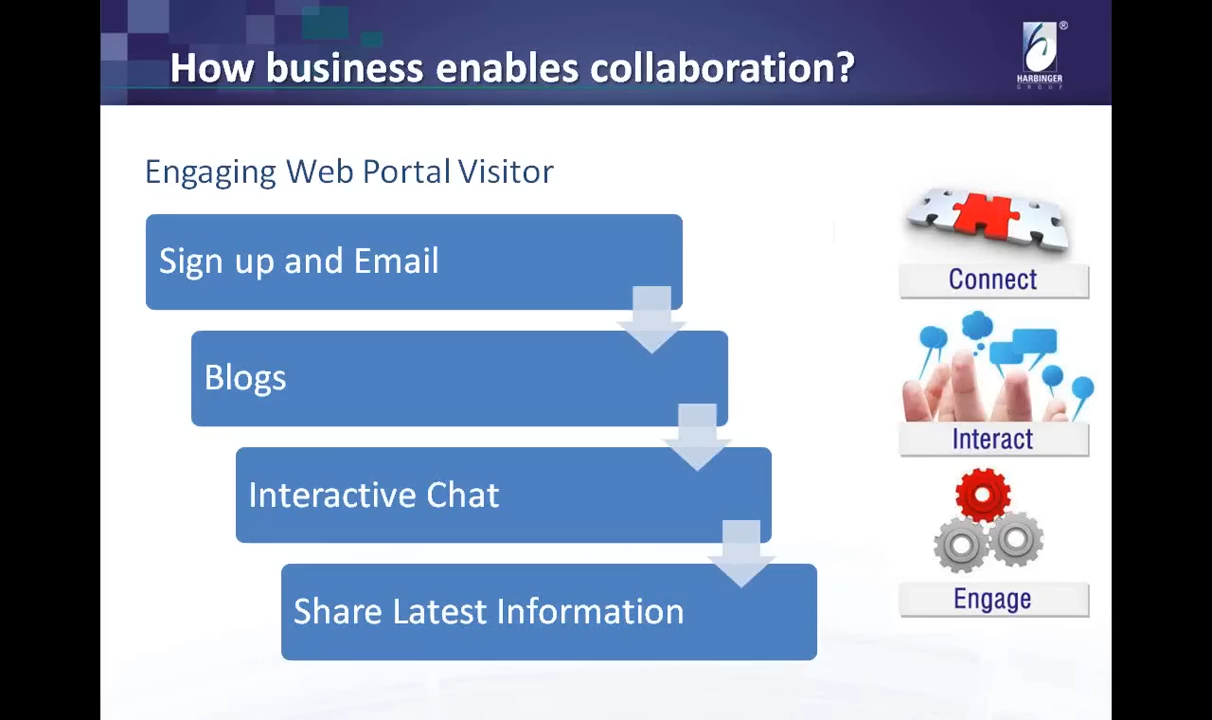 How business enables collaboration?
®
HARBINGER
GROUP
Engaging Web Portal Visitor
Sign up and Email
Blogs
Interactive Chat
Share Latest Information
Connect
Interact
Engage